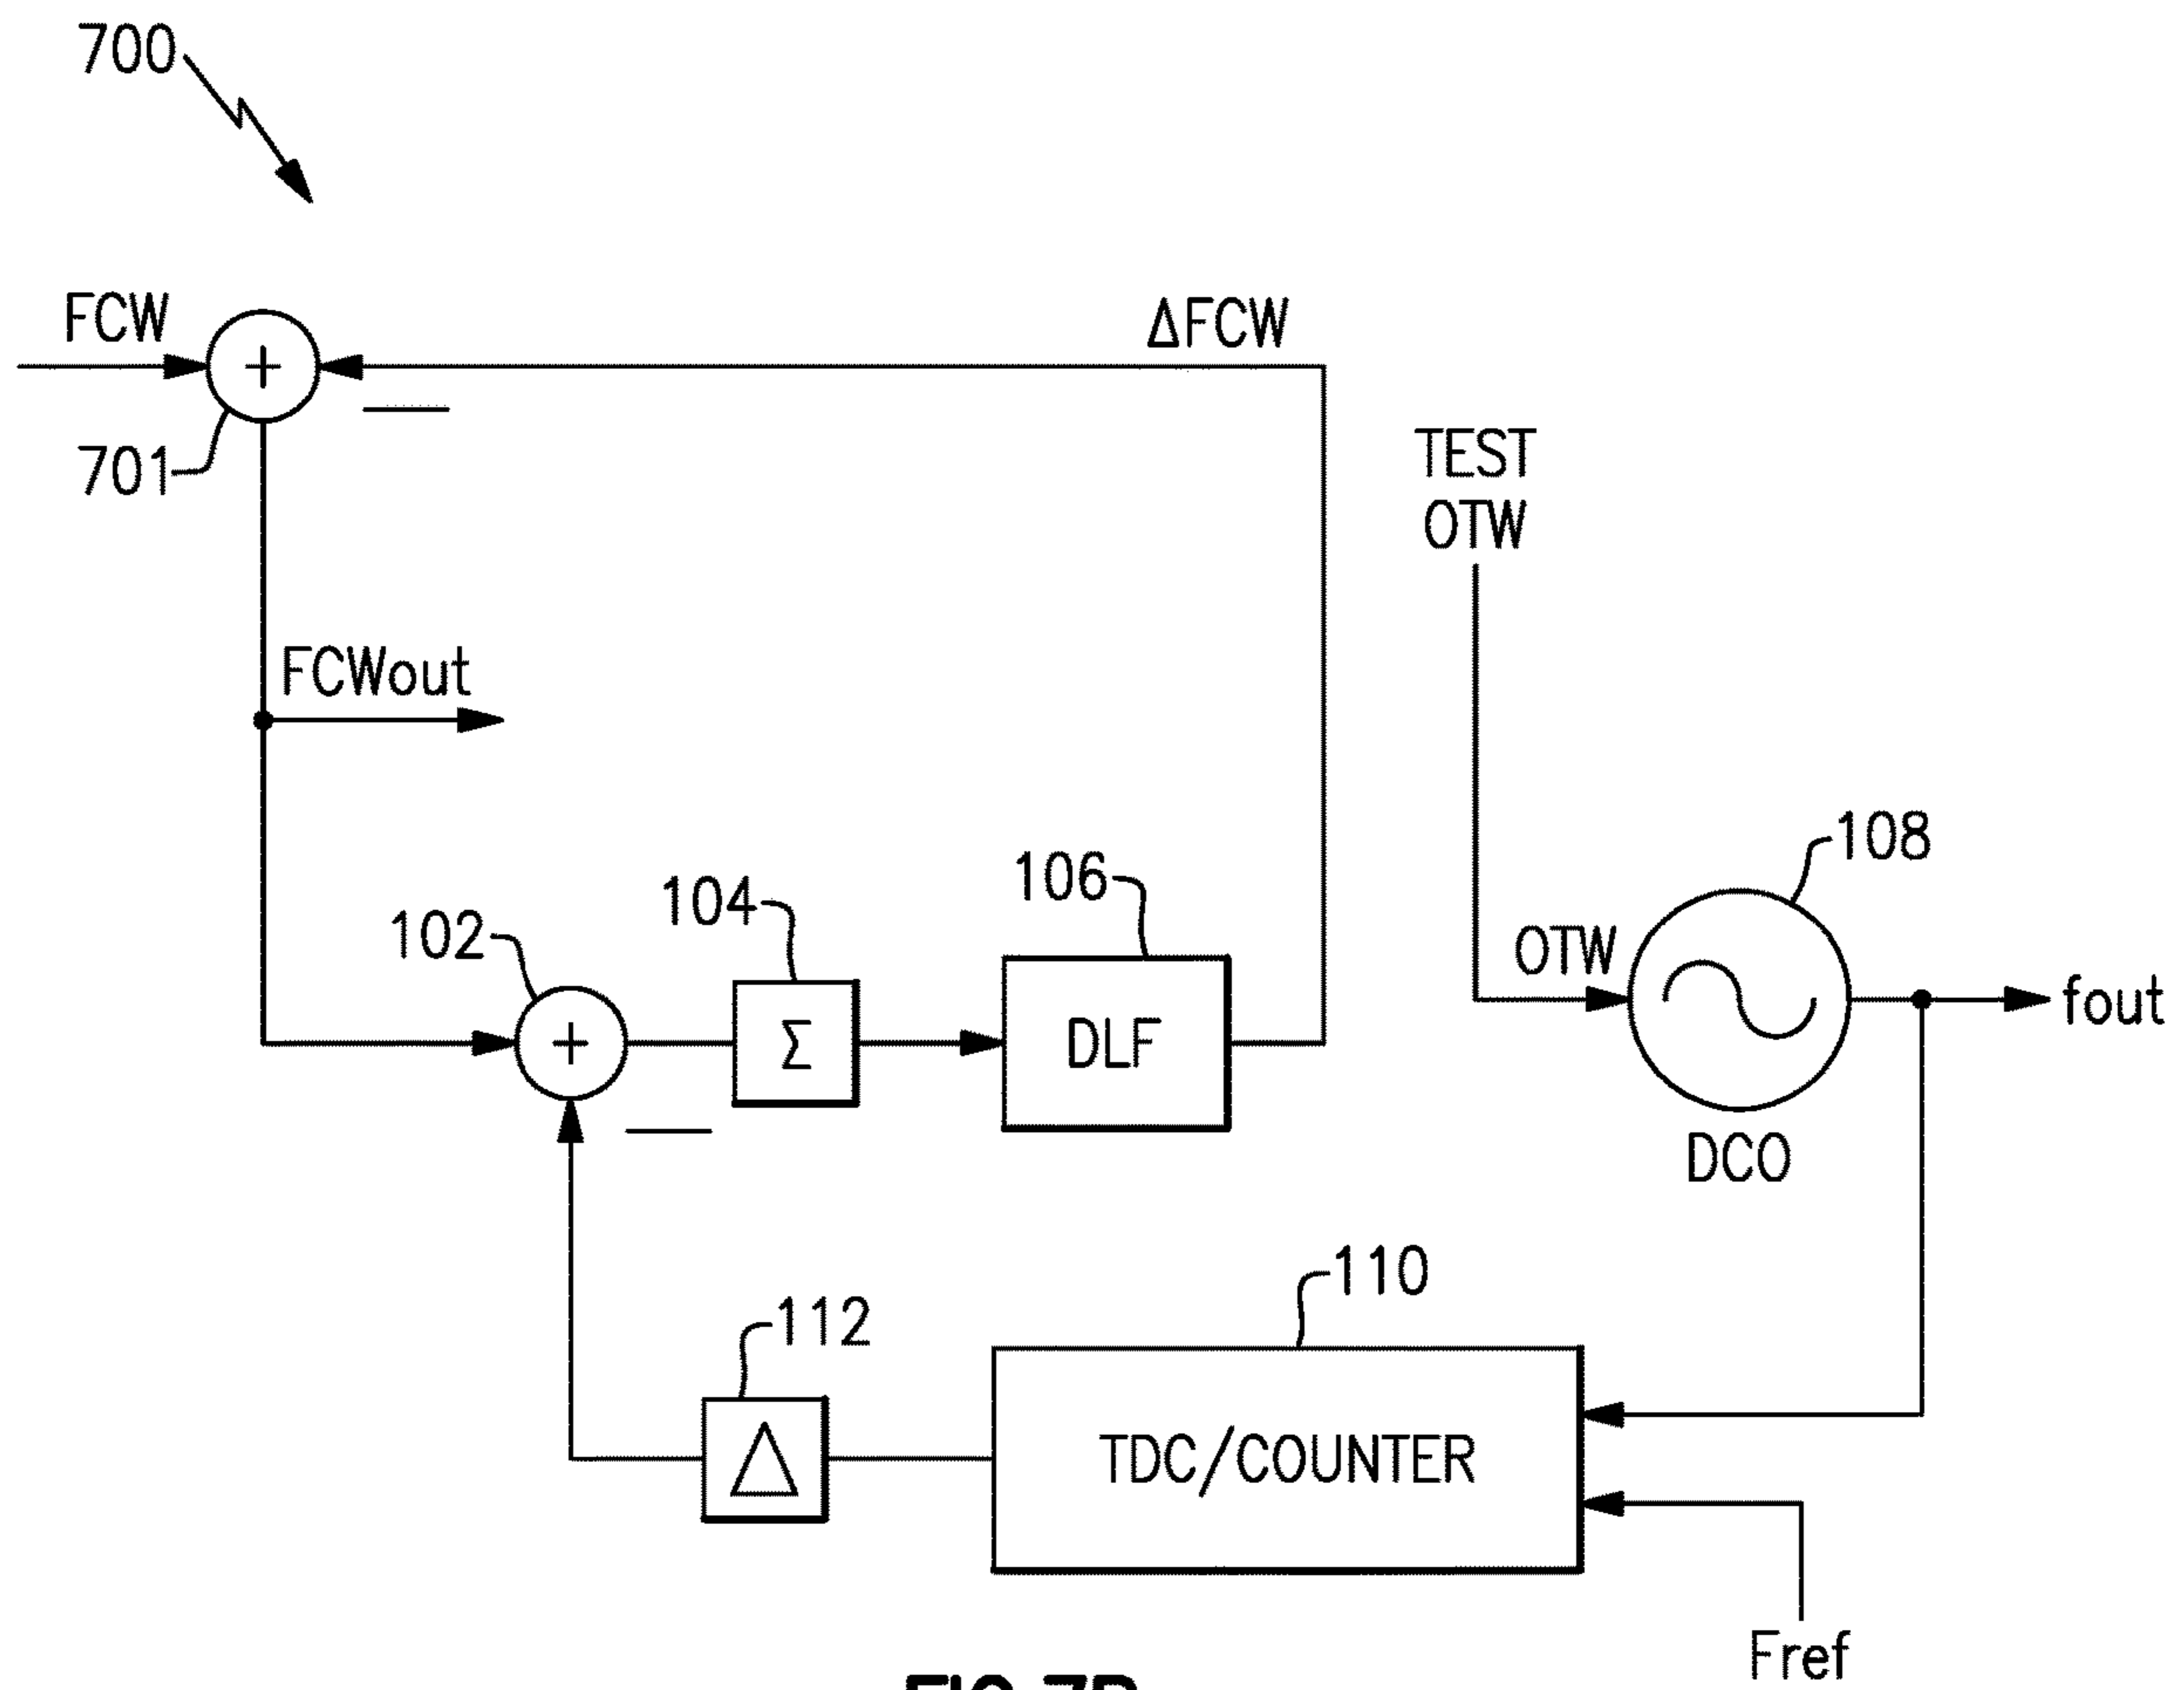 700
FCW
+
ΔFCW
701
TEST
OTW
FCWout
108
106
104
102
OTW
+
Σ
DLF
fout
DCO
110
112
Δ
TDC/COUNTER
Fref